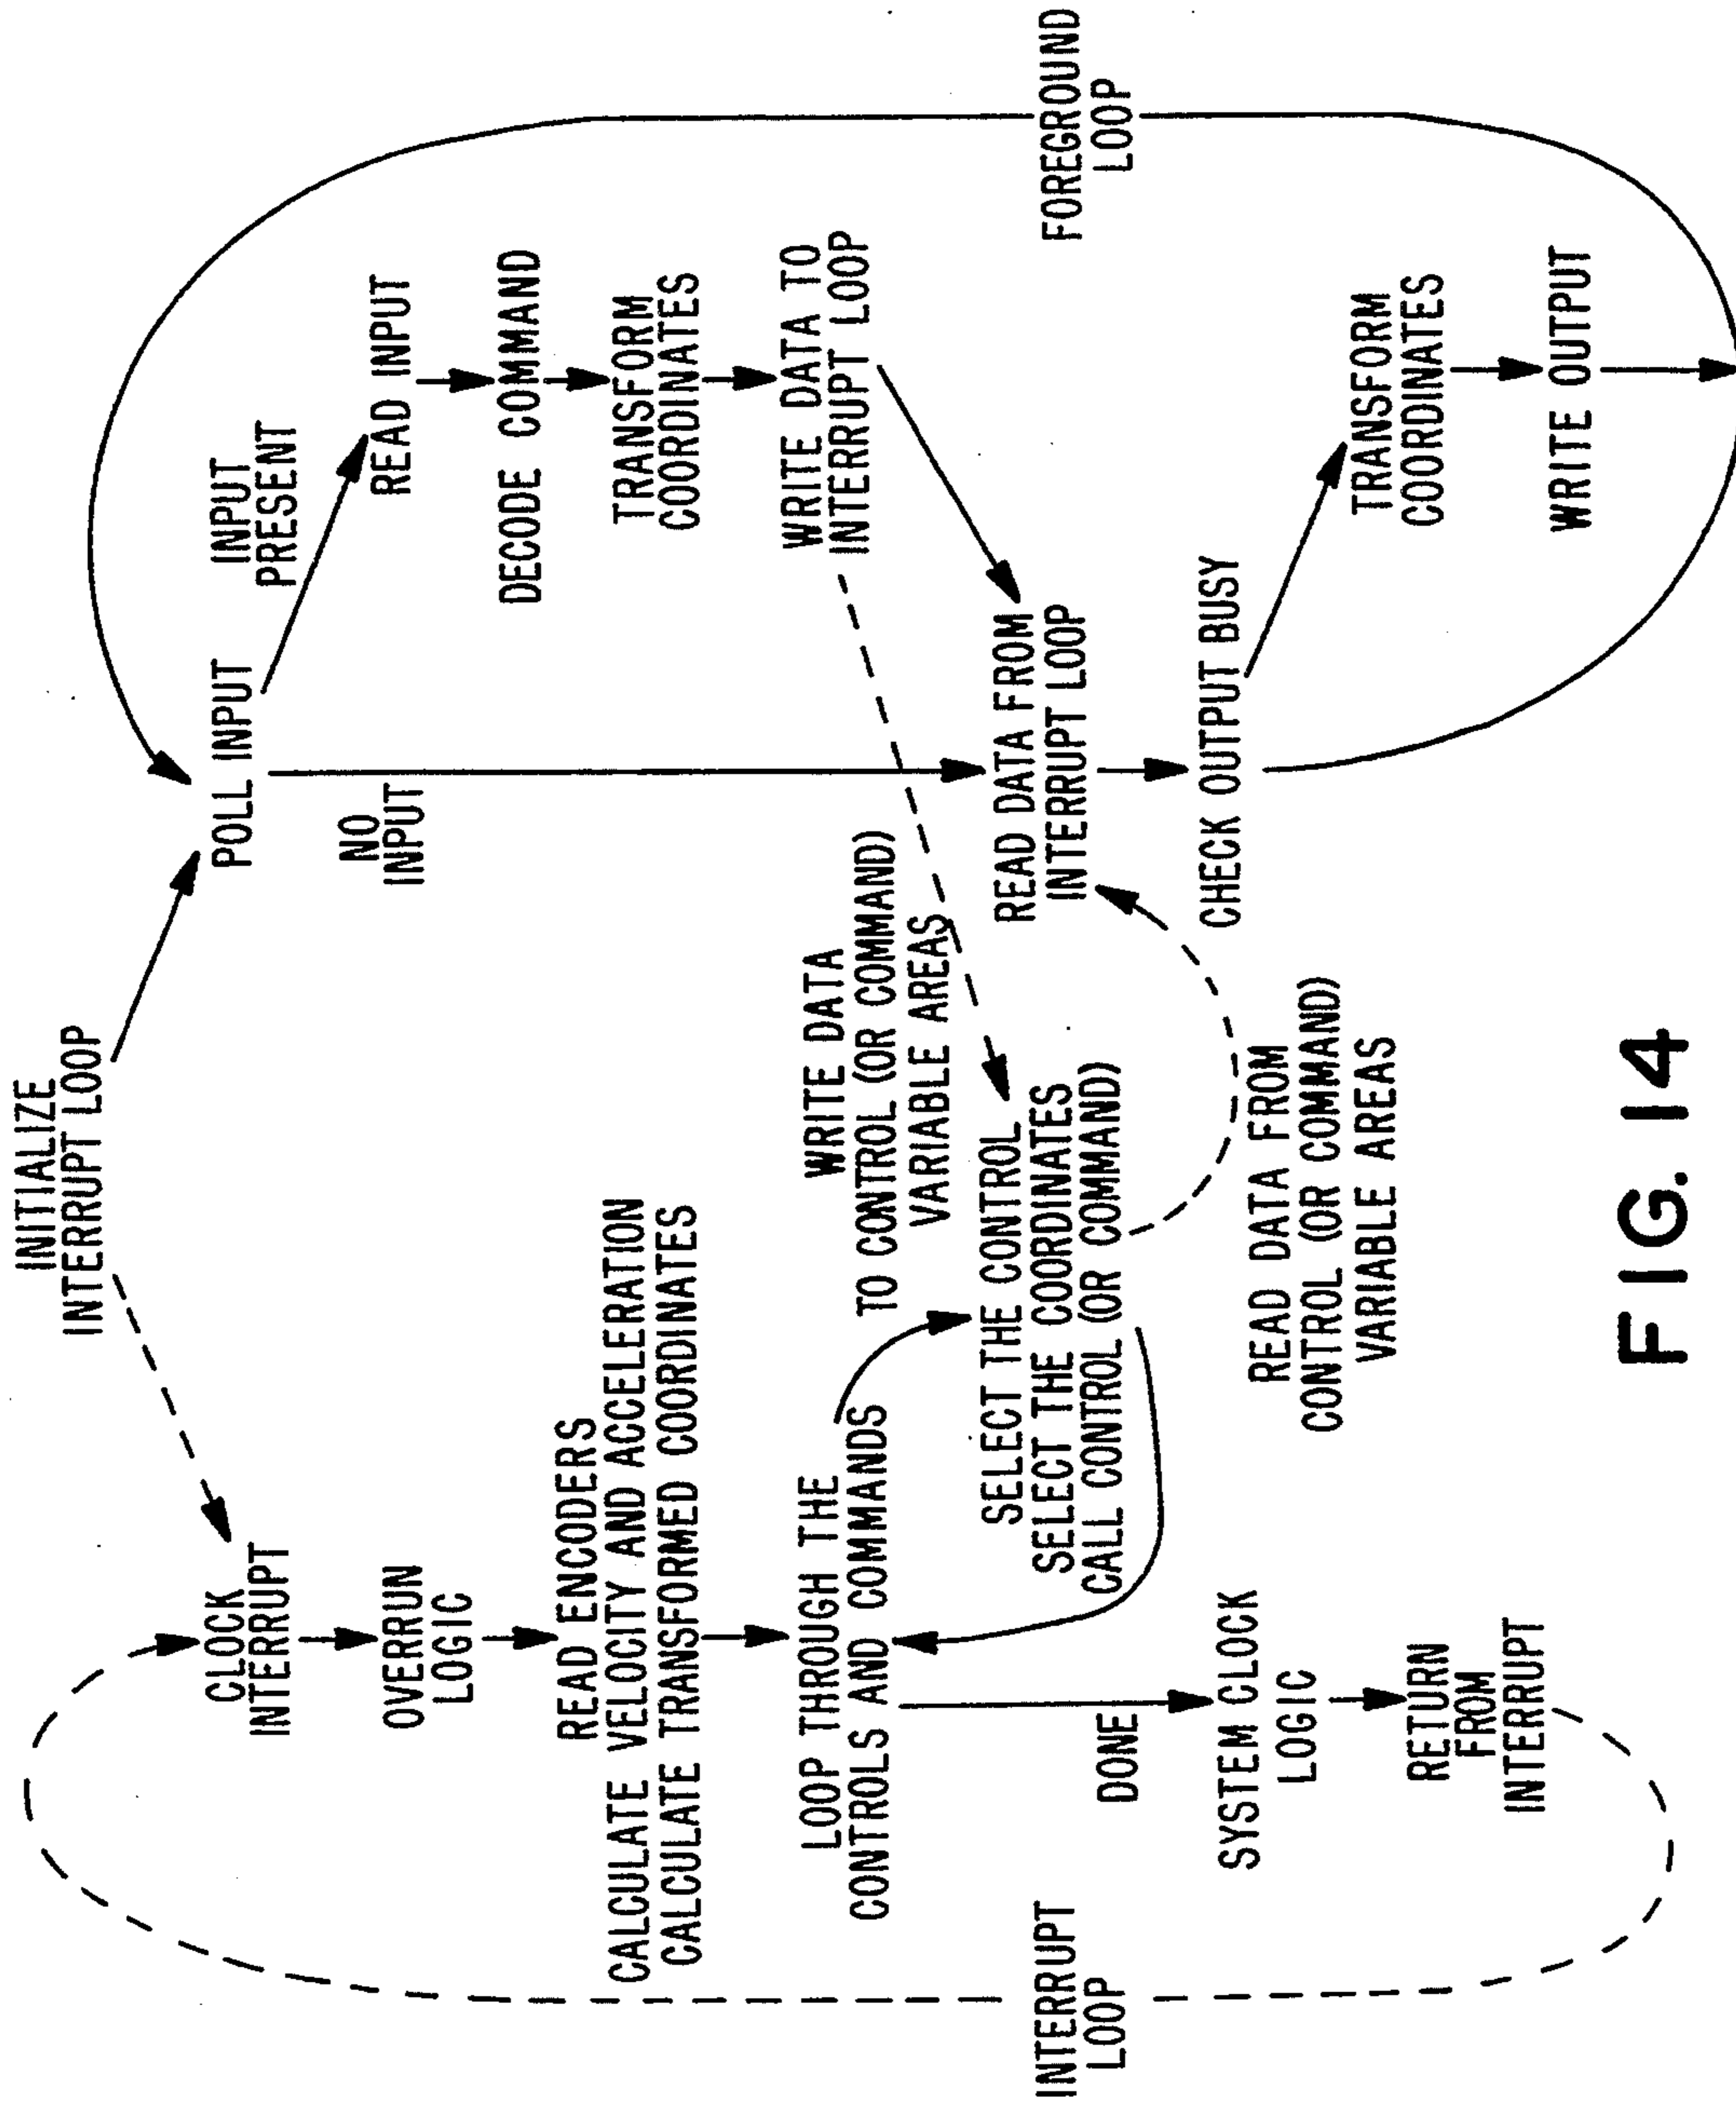 INITIALIZE
INTERRUPT LOOP
CLOCK
INTERRUPT
OVERRUN
LOGIC
READ ENCODERS
CALCULATE VELOCITY AND ACCELERATION
CALCULATE TRANSFORMED COORDINATES
LOOP THROUGH THE
CONTROLS AND COMMANDS
SELECT THE CONTROL
SELECT THE COORDINATES
CALL CONTROL (OR COMMAND)
DONE
SYSTEM CLOCK
LOGIC
RETURN
FROM
INTERRUPT
INTERRUPT
LOOP
WRITE DATA
TO CONTROL (OR COMMAND)
VARIABLE AREAS
READ DATA FROM
CONTROL (OR COMMAND)
VARIABLE AREAS
POLL INPUT
NO
INPUT
INPUT
PRESENT
READ INPUT
DECODE COMMAND
TRANSFORM
COORDINATES
WRITE DATA TO
INTERRUPT LOOP
READ DATA FROM
INTERRUPT LOOP
CHECK OUTPUT BUSY
TRANSFORM
COORDINATES
WRITE OUTPUT
FOREGROUND
LOOP
FIG. 14